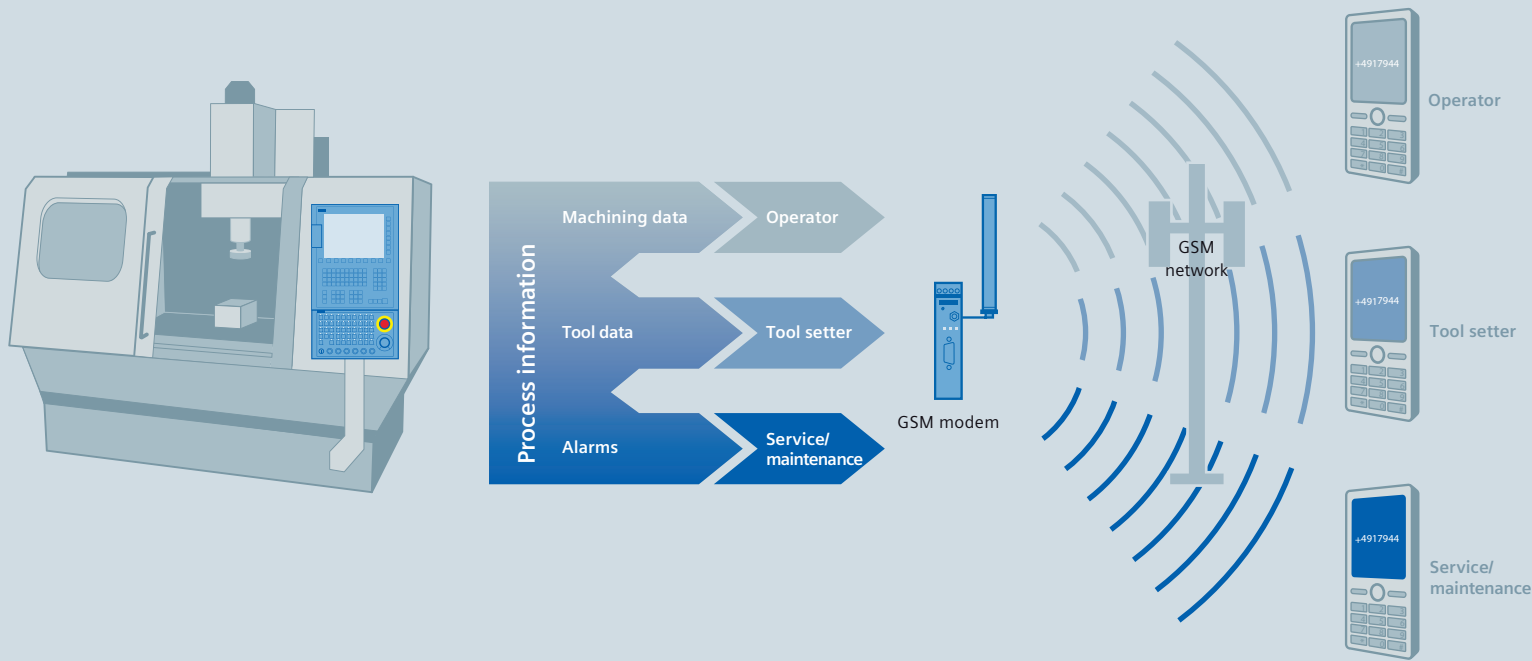 Process information
Machining data
Operator
Tool data
Tool setter
Alarms
Service/
maintenance
GSM modem
GSM
network
+4917944
Operator
+4917944
Tool setter
+4917944
Service/
maintenance